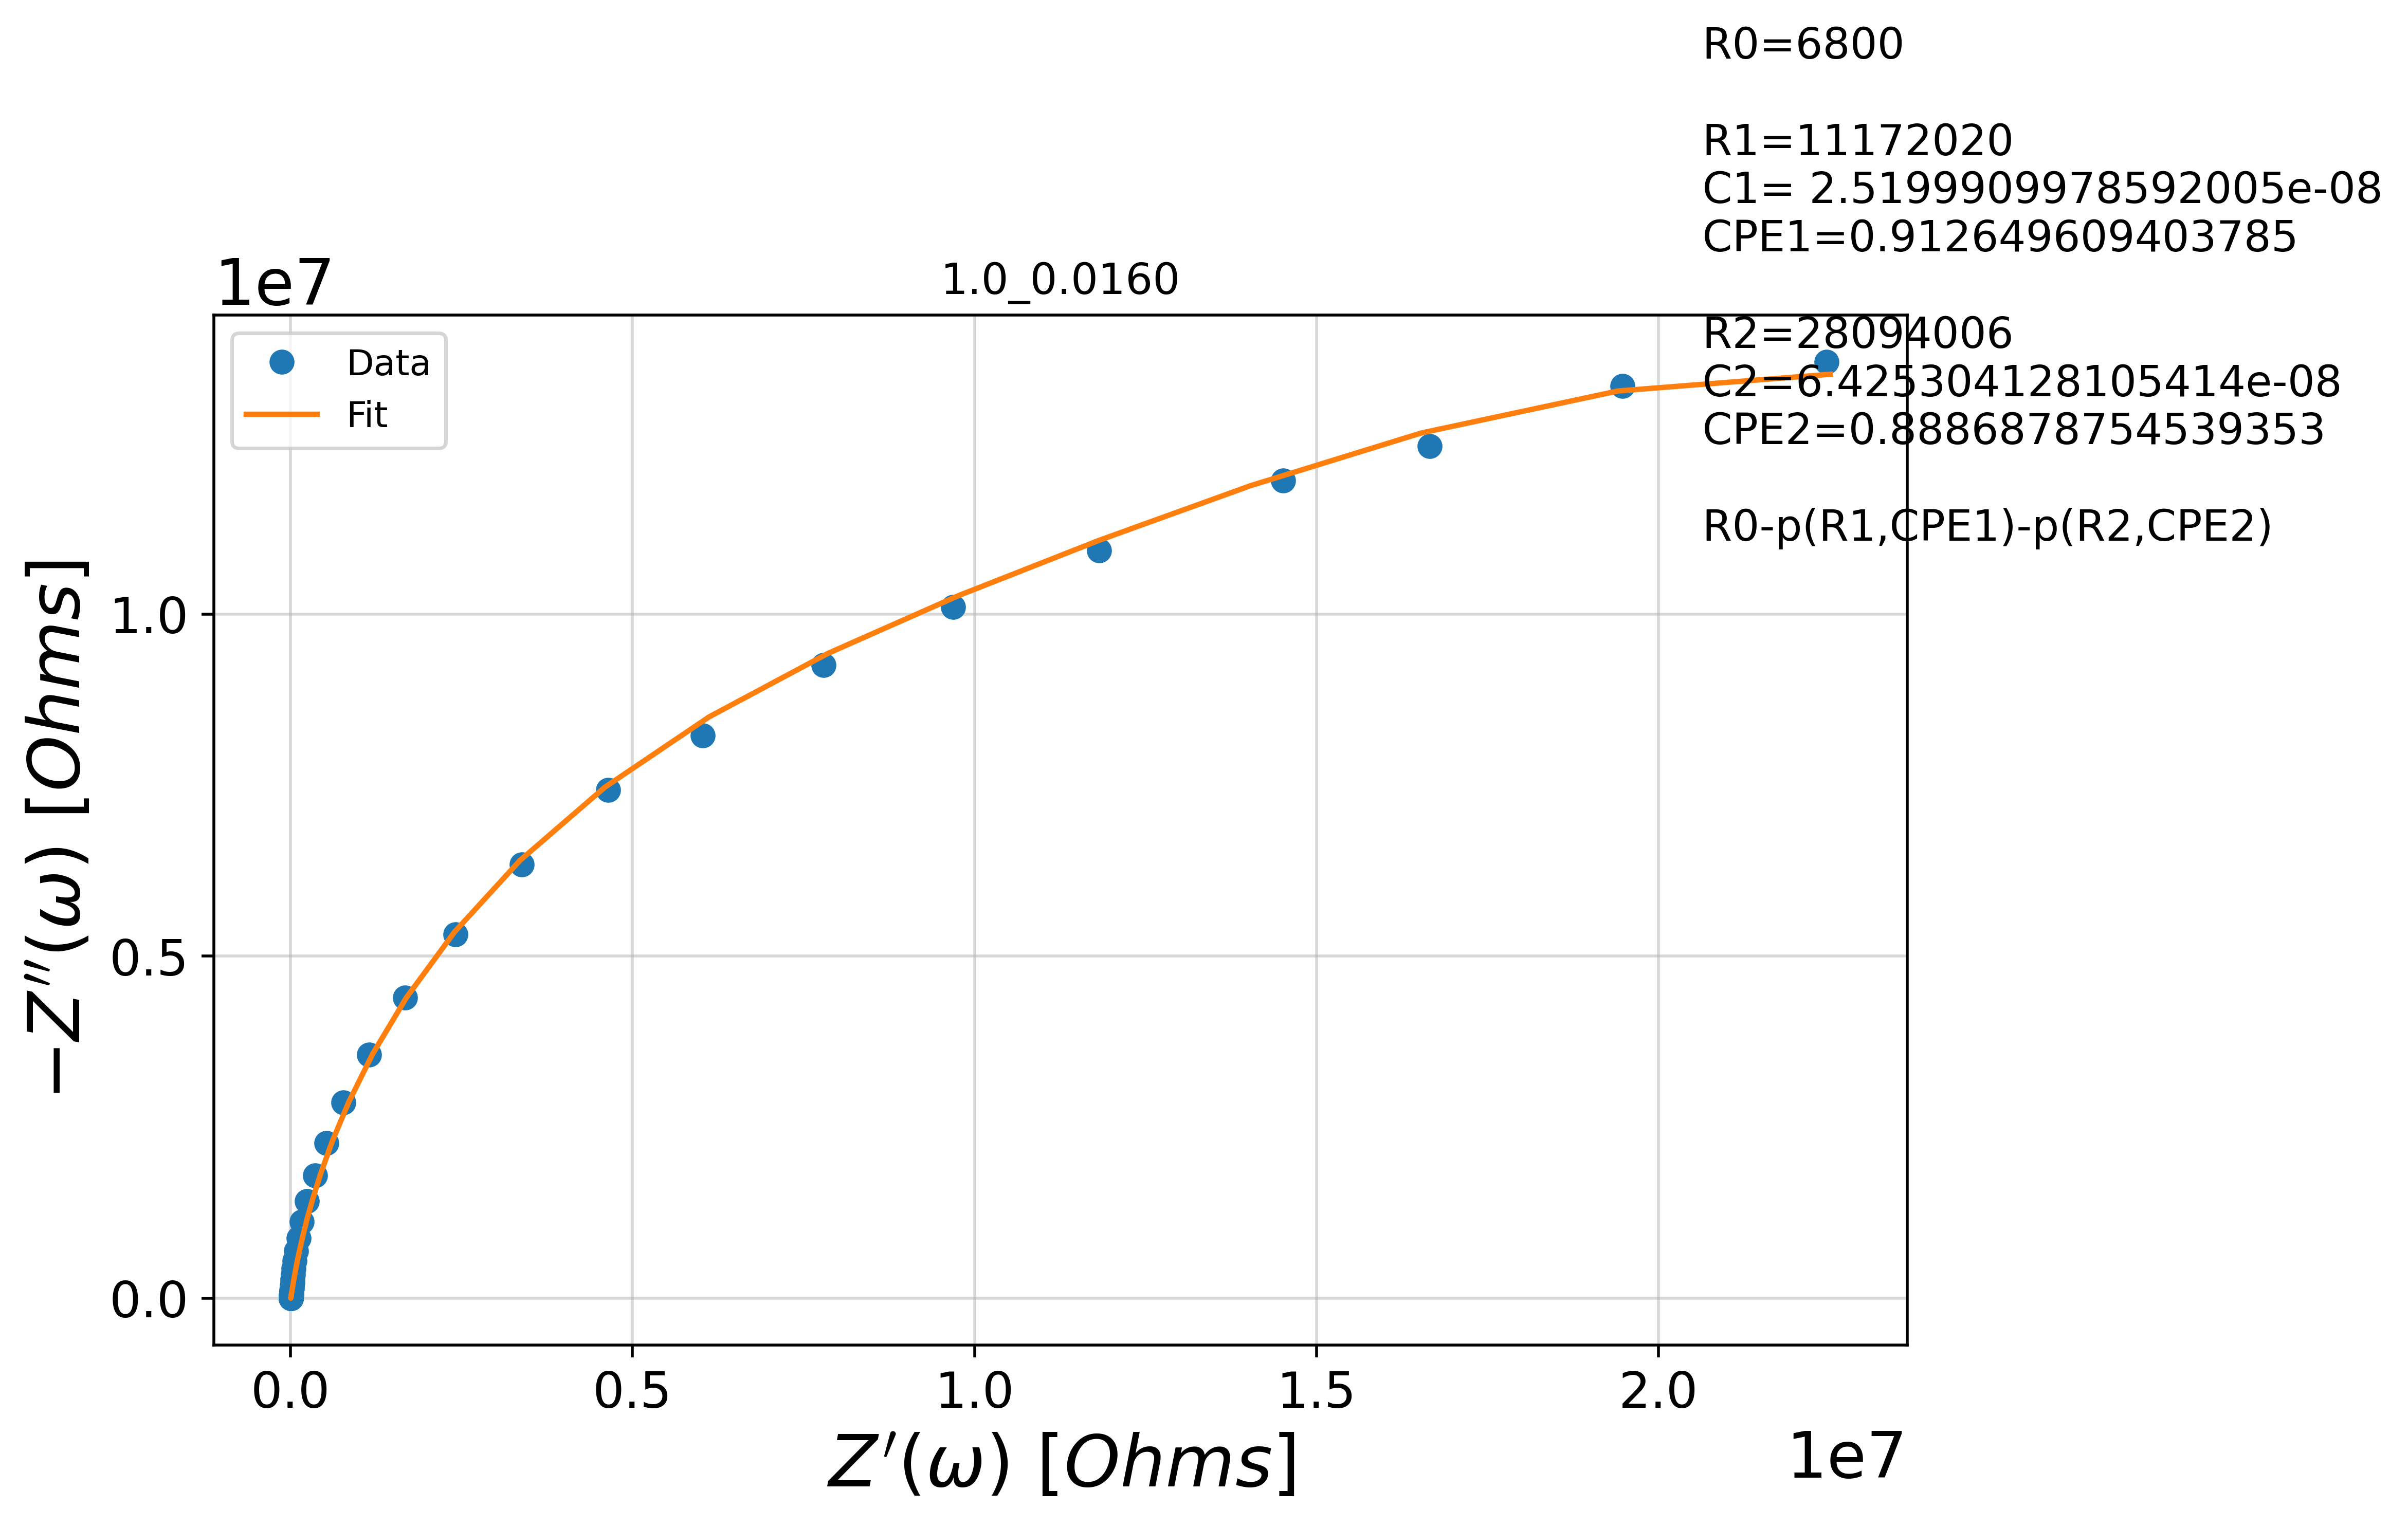 R0=6800
R1=11172020
C1= 2.5199909978592005e-08
CPE1=0.912649609403785
1e7
1.0_0.0160
R2=28094006
C2=6.425304128105414e-08
CPE2=0.8886878754539353
R0-p(R1,CPE1)-p(R2,CPE2)
Data
Fit
1.0
0.5
0.0
−Z′′(ω) [Ohms]
0.0
0.5
1.0
1.5
2.0
1e7
Z′(ω) [Ohms]